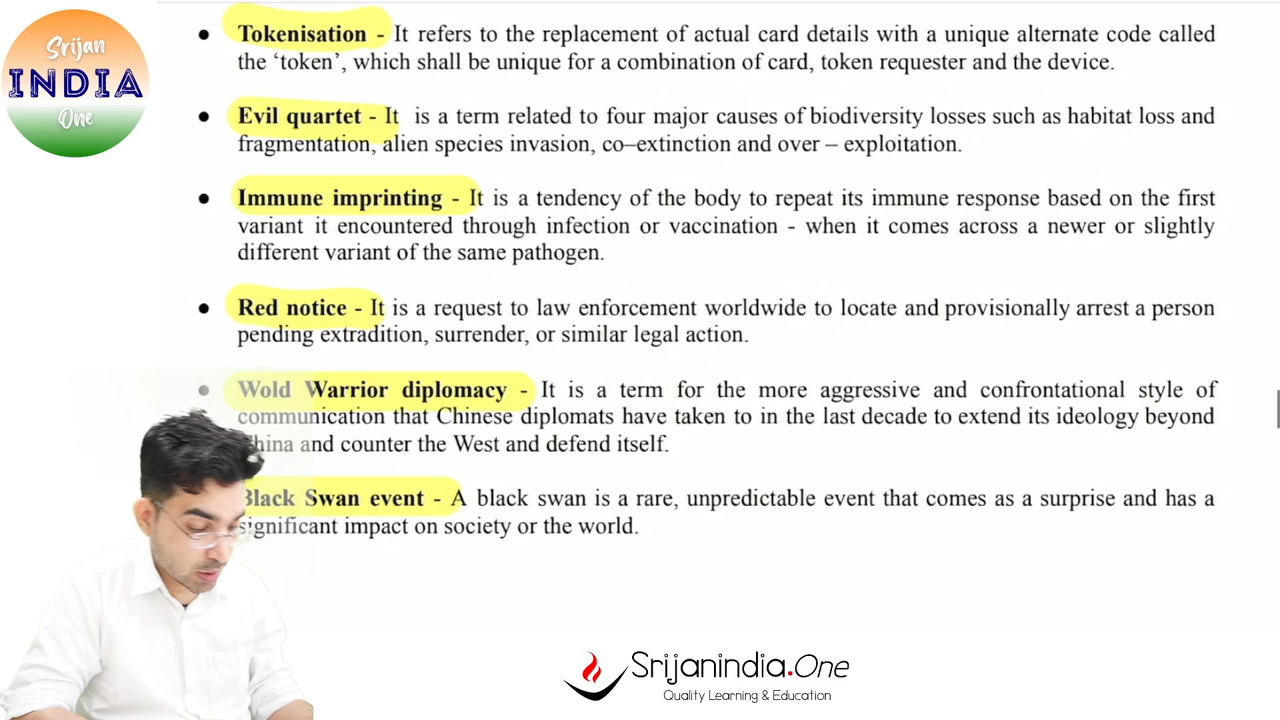 Srijan
INDIA
One
● Tokenisation - It refers to the replacement of actual card details with a unique alternate code called
the ‘token’, which shall be unique for a combination of card, token requester and the device.
● Evil quartet - It is a term related to four major causes of biodiversity losses such as habitat loss and
fragmentation, alien species invasion, co–extinction and over – exploitation.
● Immune imprinting - It is a tendency of the body to repeat its immune response based on the first
variant it encountered through infection or vaccination - when it comes across a newer or slightly
different variant of the same pathogen.
● Red notice - It is a request to law enforcement worldwide to locate and provisionally arrest a person
pending extradition, surrender, or similar legal action.
● Wold Warrior diplomacy - It is a term for the more aggressive and confrontational style of
communication that Chinese diplomats have taken to in the last decade to extend its ideology beyond
China and counter the West and defend itself.
Black Swan event - A black swan is a rare, unpredictable event that comes as a surprise and has a
significant impact on society or the world.
Srijanindia.One
Quality Learning & Education